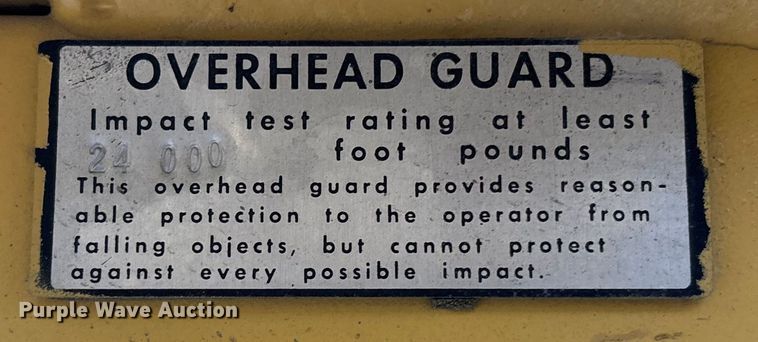 OVERHEAD GUARD
Impact test rating at least
24 000 foot pounds
This overhead guard provides reason-
able protection to the operator from
falling objects, but cannot protect
against every possible impact.
Purple Wave Auction